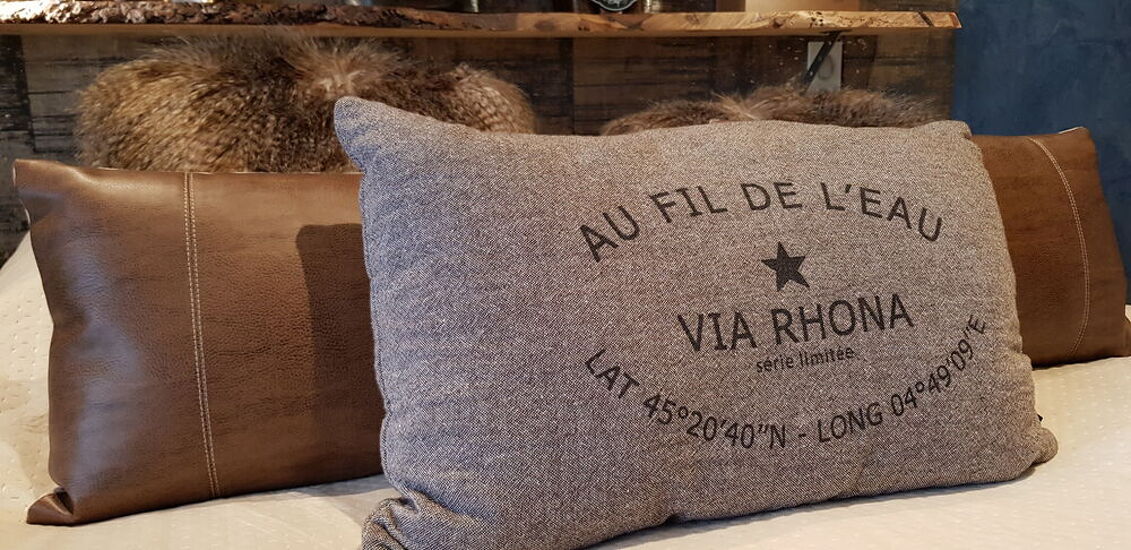 AU FIL DE L'EAU
VIA RHONA
série limitée
LAT 45°20'40"N - LONG 04°49'09"E